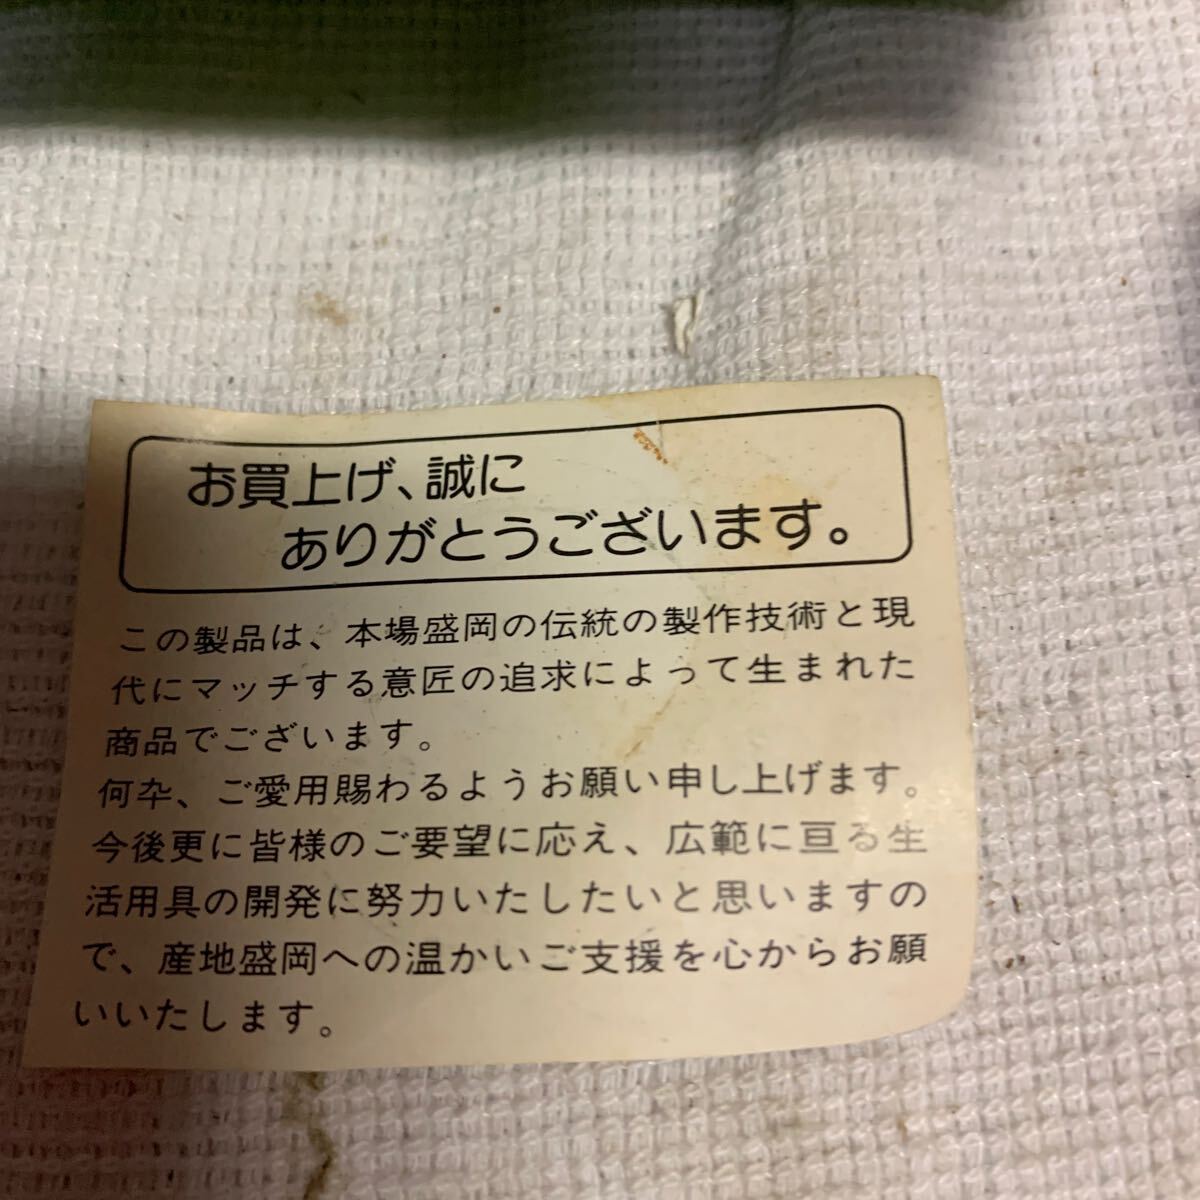 お買上げ、誠に
ありがとうございます。
この製品は、本場盛岡の伝統の製作技術と現
代にマッチする意匠の追求によって生まれた
商品でございます。
何卒、ご愛用賜わるようお願い申し上げます。
今後更に皆様のご要望に応え、広範に亘る生
活用具の開発に努力いたしたいと思いますの
で、産地盛岡への温かいご支援を心からお願
いいたします。